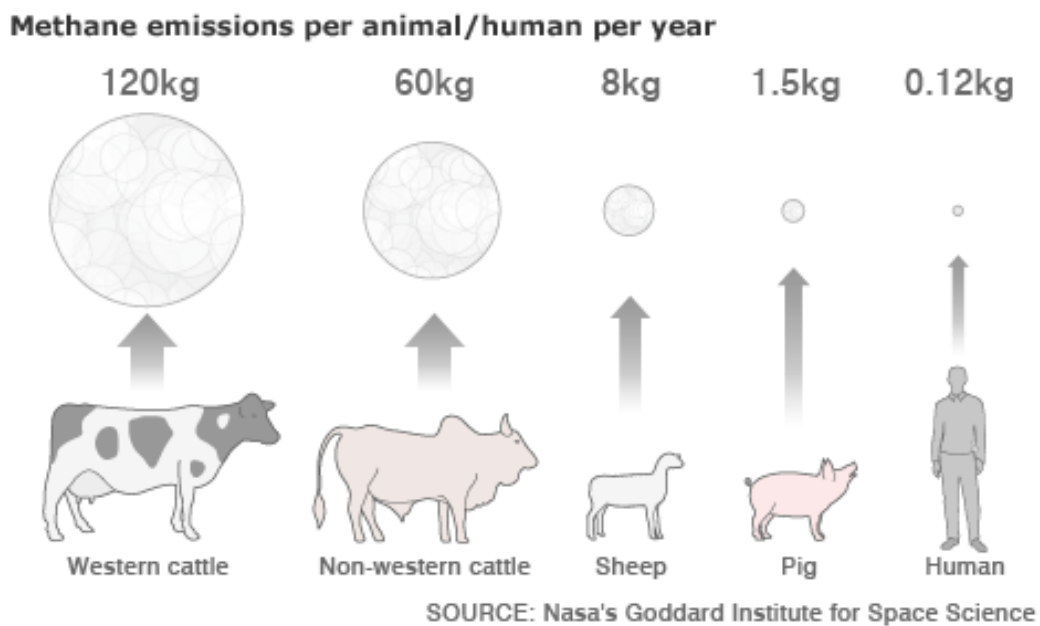 Methane emissions per animal/human per year
120kg 60kg 8kg 1.5kg 0.12kg
Western cattle Non-western cattle Sheep Pig Human
SOURCE: Nasa's Goddard Institute for Space Science